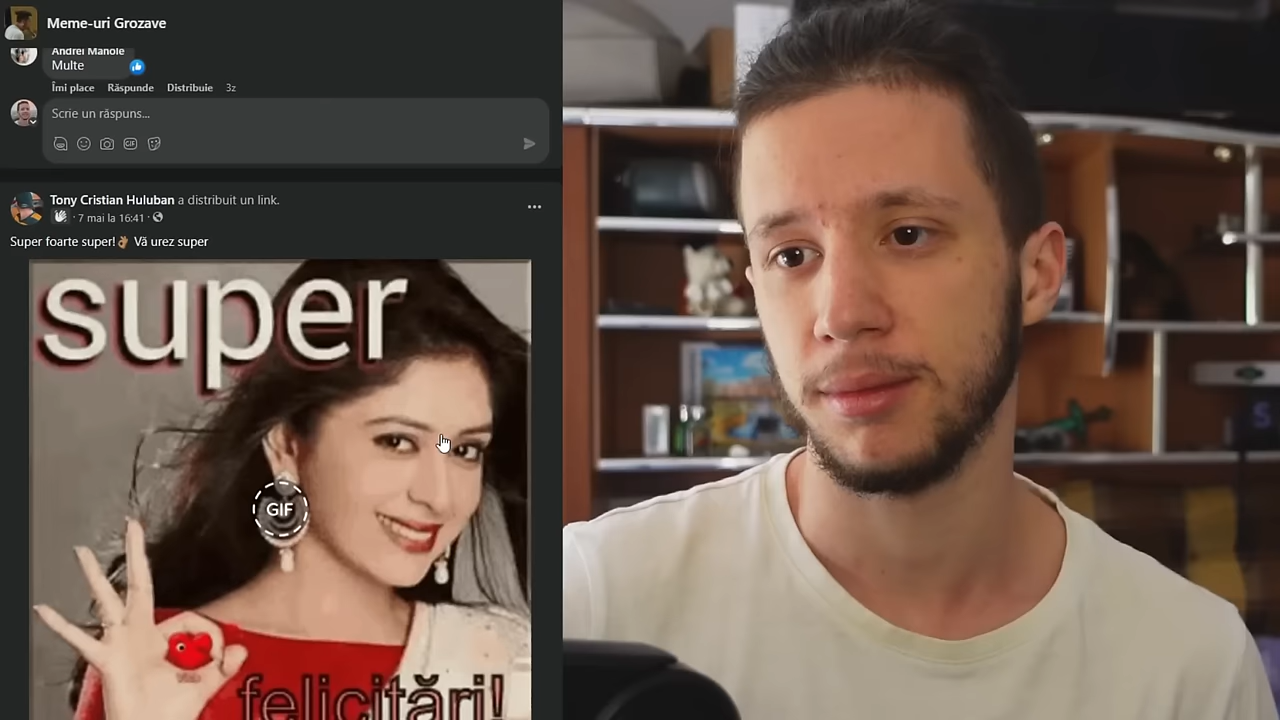 Meme-uri Grozave
Andrei Manole
Multe
Îmi place Răspunde Distribuie 3z
Scrie un răspuns...
GIF
Tony Cristian Huluban a distribuit un link.
· 7 mai la 16:41 ·
Super foarte super!👌🏽 Vă urez super
super
GIF
felicitări!